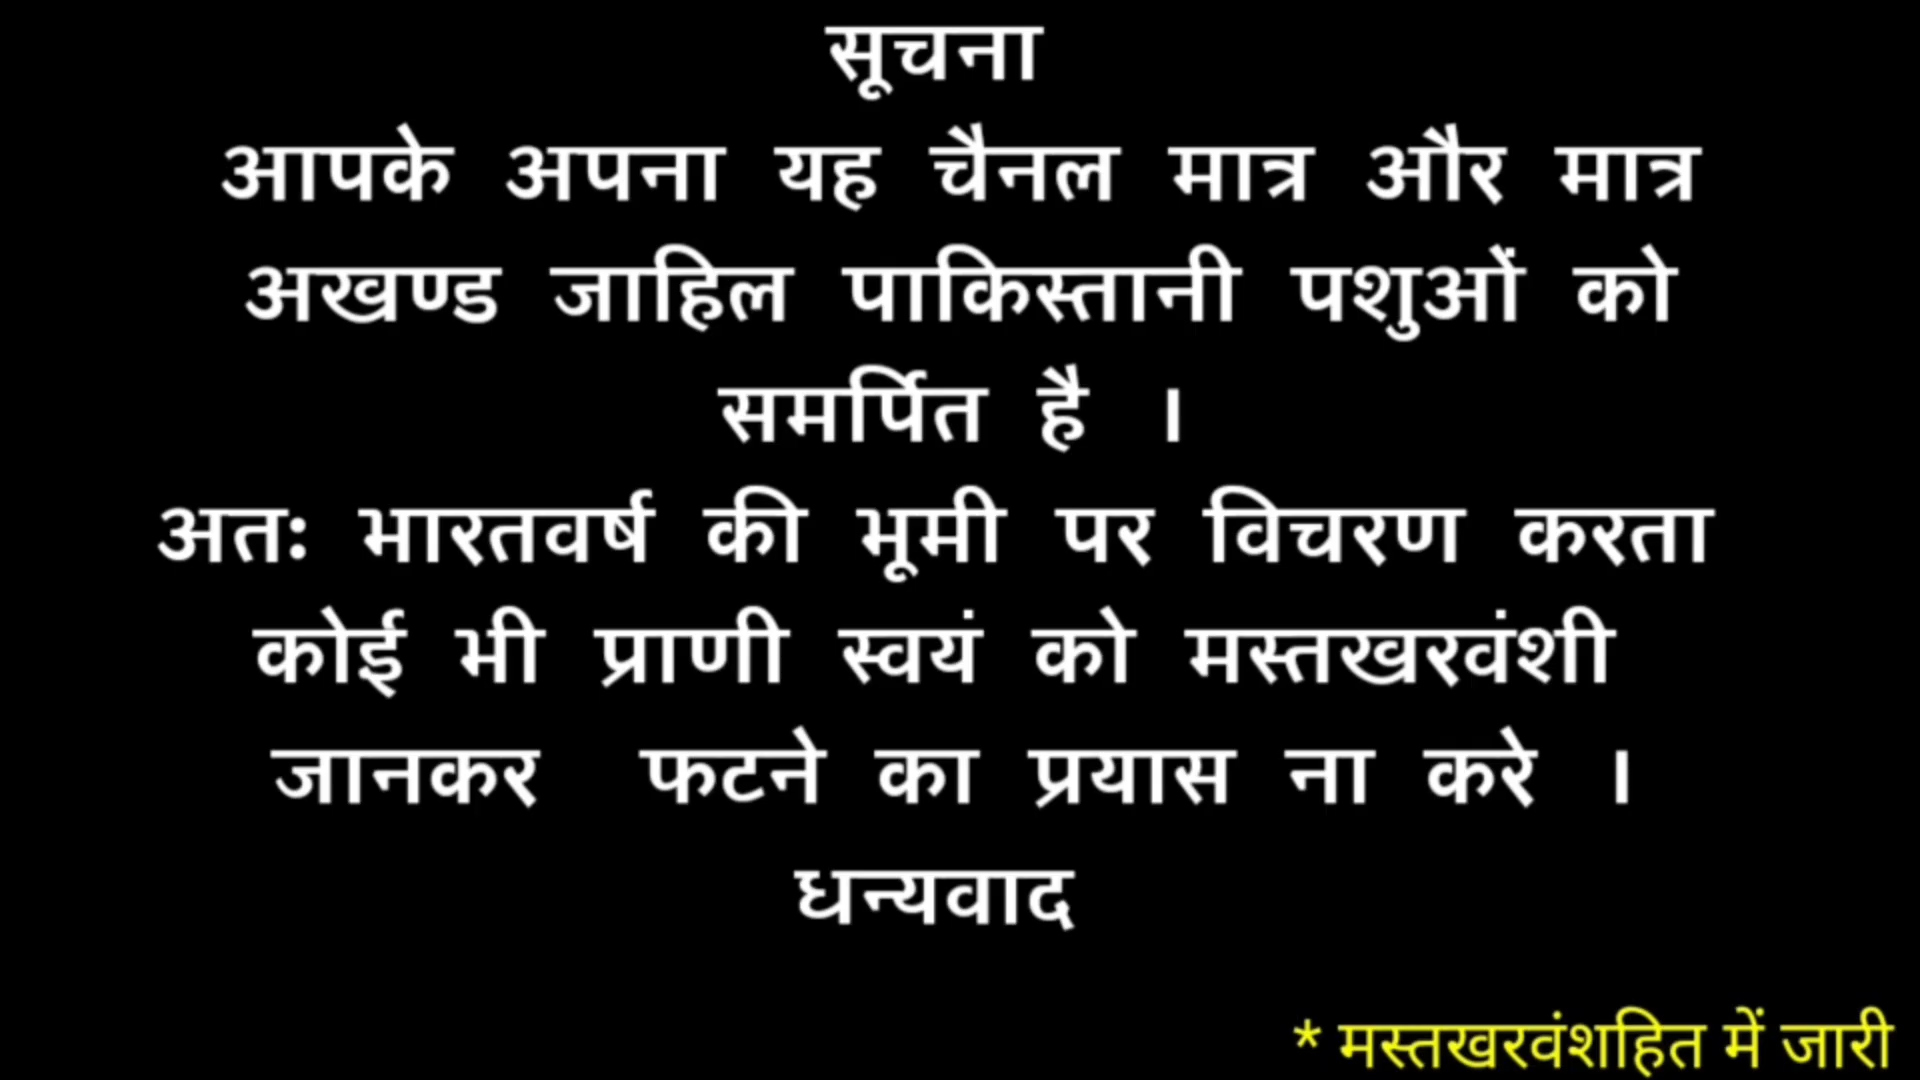 सूचना
आपके अपना यह चैनल मात्र और मात्र
अखण्ड जाहिल पाकिस्तानी पशुओं को
समर्पित है ।
अतः भारतवर्ष की भूमी पर विचरण करता
कोई भी प्राणी स्वयं को मस्तखरवंशी
जानकर फटने का प्रयास ना करे ।
धन्यवाद
* मस्तखरवंशहित में जारी